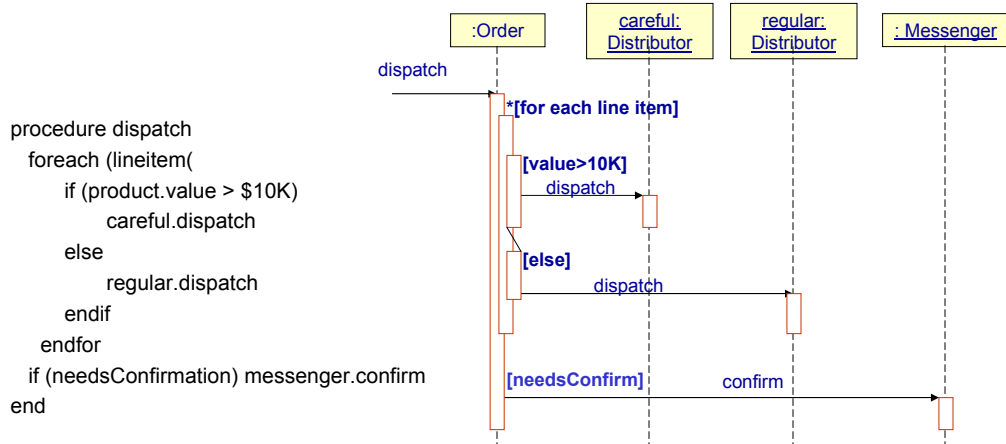 :Order
careful:
Distributor
regular:
Distributor
: Messenger
dispatch
*[for each line item]
procedure dispatch
foreach (lineitem(
if (product.value > $10K)
careful.dispatch
else
regular.dispatch
endif
endfor
if (needsConfirmation) messenger.confirm
end
[value>10K]
dispatch
[else]
dispatch
[needsConfirm]
confirm